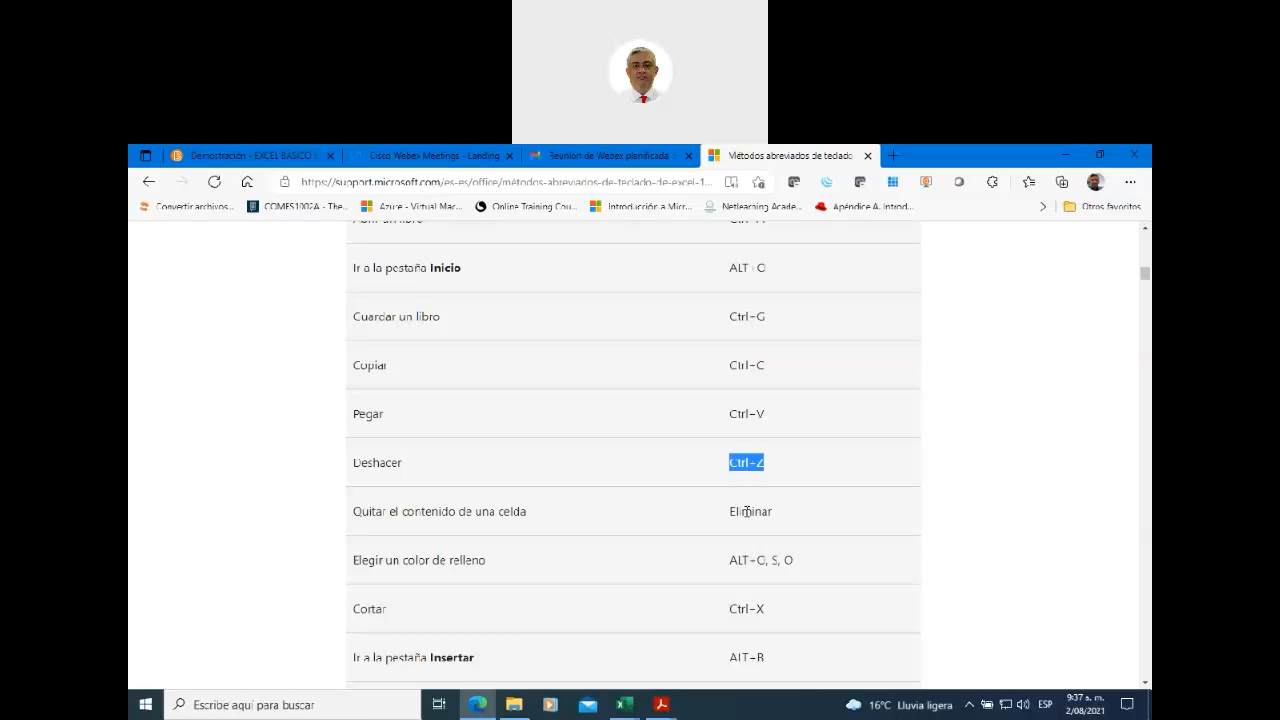 Demostración - EXCEL BÁSICO
Cisco Webex Meetings - Landing
Reunión de Webex planificada
Métodos abreviados de teclado
https://support.microsoft.com/es-es/office/métodos-abreviados-de-teclado-de-excel-1...
Convertir archivos...
COMES1002A - The...
Azure - Virtual Mac...
Online Training Cou...
Introducción a Micr...
Netlearning Acade...
Apéndice A. Introd...
Otros favoritos
Ir a la pestaña Inicio ALT+O
Guardar un libro Ctrl+G
Copiar Ctrl+C
Pegar Ctrl+V
Deshacer Ctrl+Z
Quitar el contenido de una celda Eliminar
Elegir un color de relleno ALT+O, S, O
Cortar Ctrl+X
Ir a la pestaña Insertar ALT+B
Escribe aquí para buscar
16°C Lluvia ligera
ESP
9:37 a. m.
2/08/2021